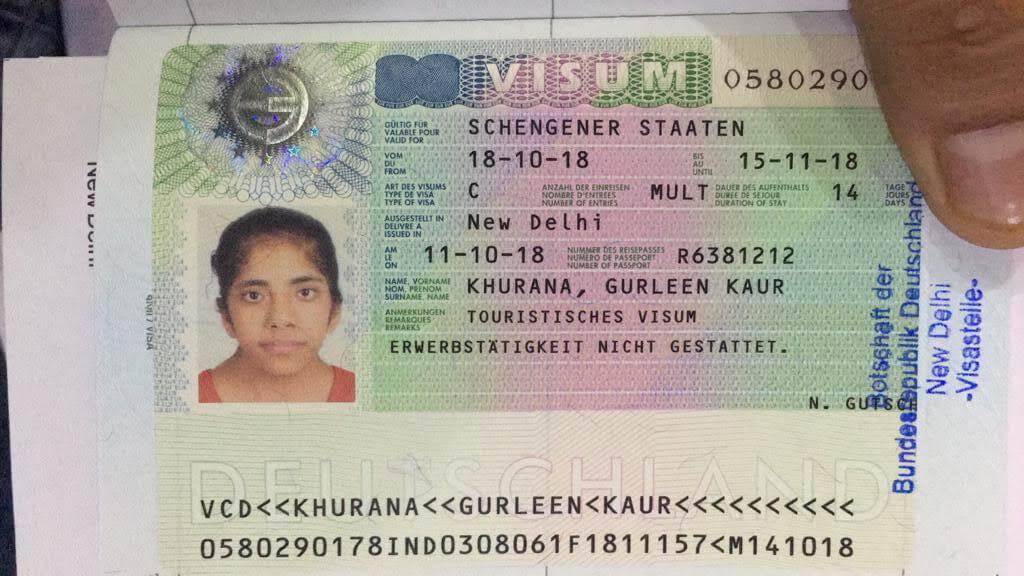 VISUM 0580290
GÜLTIG FÜR
VALABLE POUR
VALID FOR
SCHENGENER STAATEN
VOM
DU
FROM
18-10-18
BIS
AU
UNTIL
15-11-18
ART DES VISUMS
TYPE DE VISA
TYPE OF VISA
C
ANZAHL DER EINREISEN
NOMBRE D'ENTRÉES
NUMBER OF ENTRIES
MULT
DAUER DES AUFENTHALTS
DURÉE DE SEJOUR
DURATION OF STAY
14
TAGE
JOURS
DAYS
AUSGESTELLT IN
DELIVRÉ A
ISSUED IN
New Delhi
AM
LE
ON
11-10-18
NUMMER DES REISEPASSES
NUMÉRO DE PASSEPORT
NUMBER OF PASSPORT
R6381212
NAME, VORNAME
NOM, PRÉNOM
SURNAME, NAME
KHURANA, GURLEEN KAUR
ANMERKUNGEN
REMARQUES
REMARKS
TOURISTISCHES VISUM
ERWERBSTÄTIGKEIT NICHT GESTATTET.
N. GUTSCH
Botschaft der
Bundesrepublik Deutschland
New Delhi
-Visastelle-
DEUTSCHLAND
VCD<<KHURANA<<GURLEEN<KAUR<<<<<<<<<<
0580290178IND0308061F1811157<M141018
New Delhi